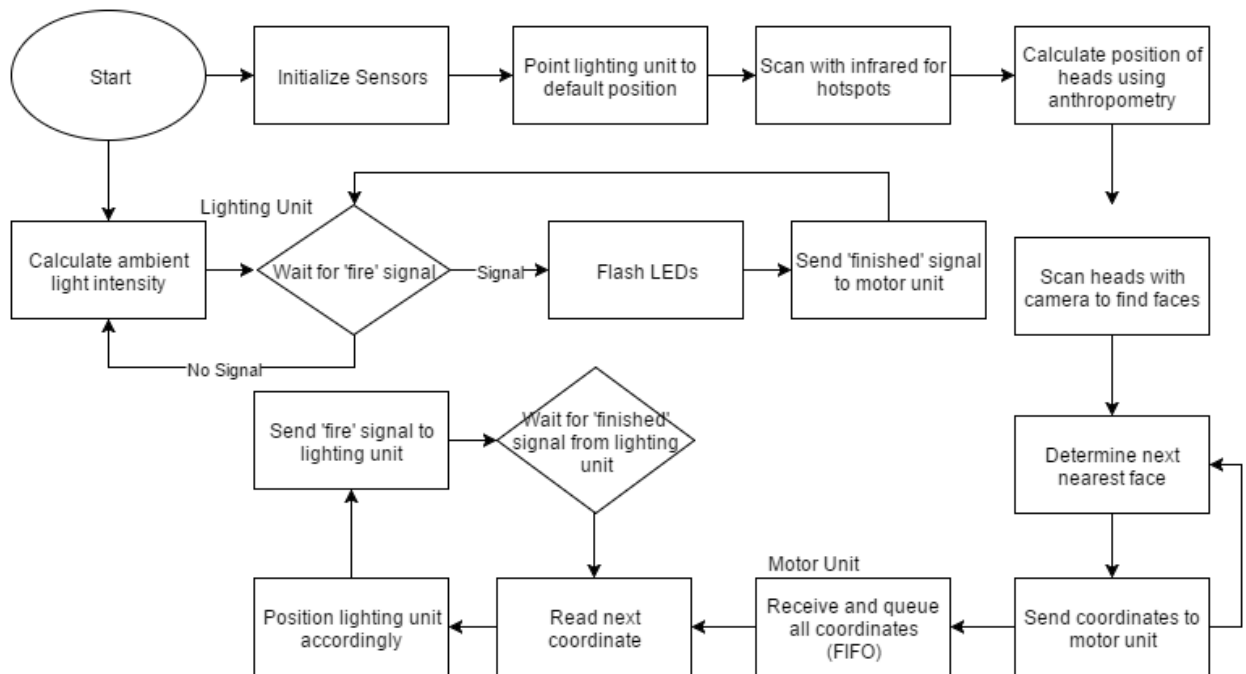 Start
Initialize Sensors
Point lighting unit to
default position
Scan with infrared for
hotspots
Calculate position of
heads using
anthropometry
Lighting Unit
Calculate ambient
light intensity
Wait for 'fire' signal
Signal
Flash LEDs
Send 'finished' signal
to motor unit
Scan heads with
camera to find faces
No Signal
Send 'fire' signal to
lighting unit
Wait for 'finished'
signal from lighting
unit
Determine next
nearest face
Motor Unit
Position lighting unit
accordingly
Read next
coordinate
Receive and queue
all coordinates
(FIFO)
Send coordinates to
motor unit